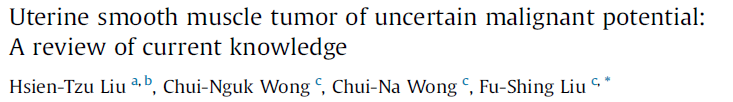 Uterine smooth muscle tumor of uncertain malignant potential:
A review of current knowledge
Hsien-Tzu Liu a, b, Chui-Nguk Wong c, Chui-Na Wong c, Fu-Shing Liu c, *